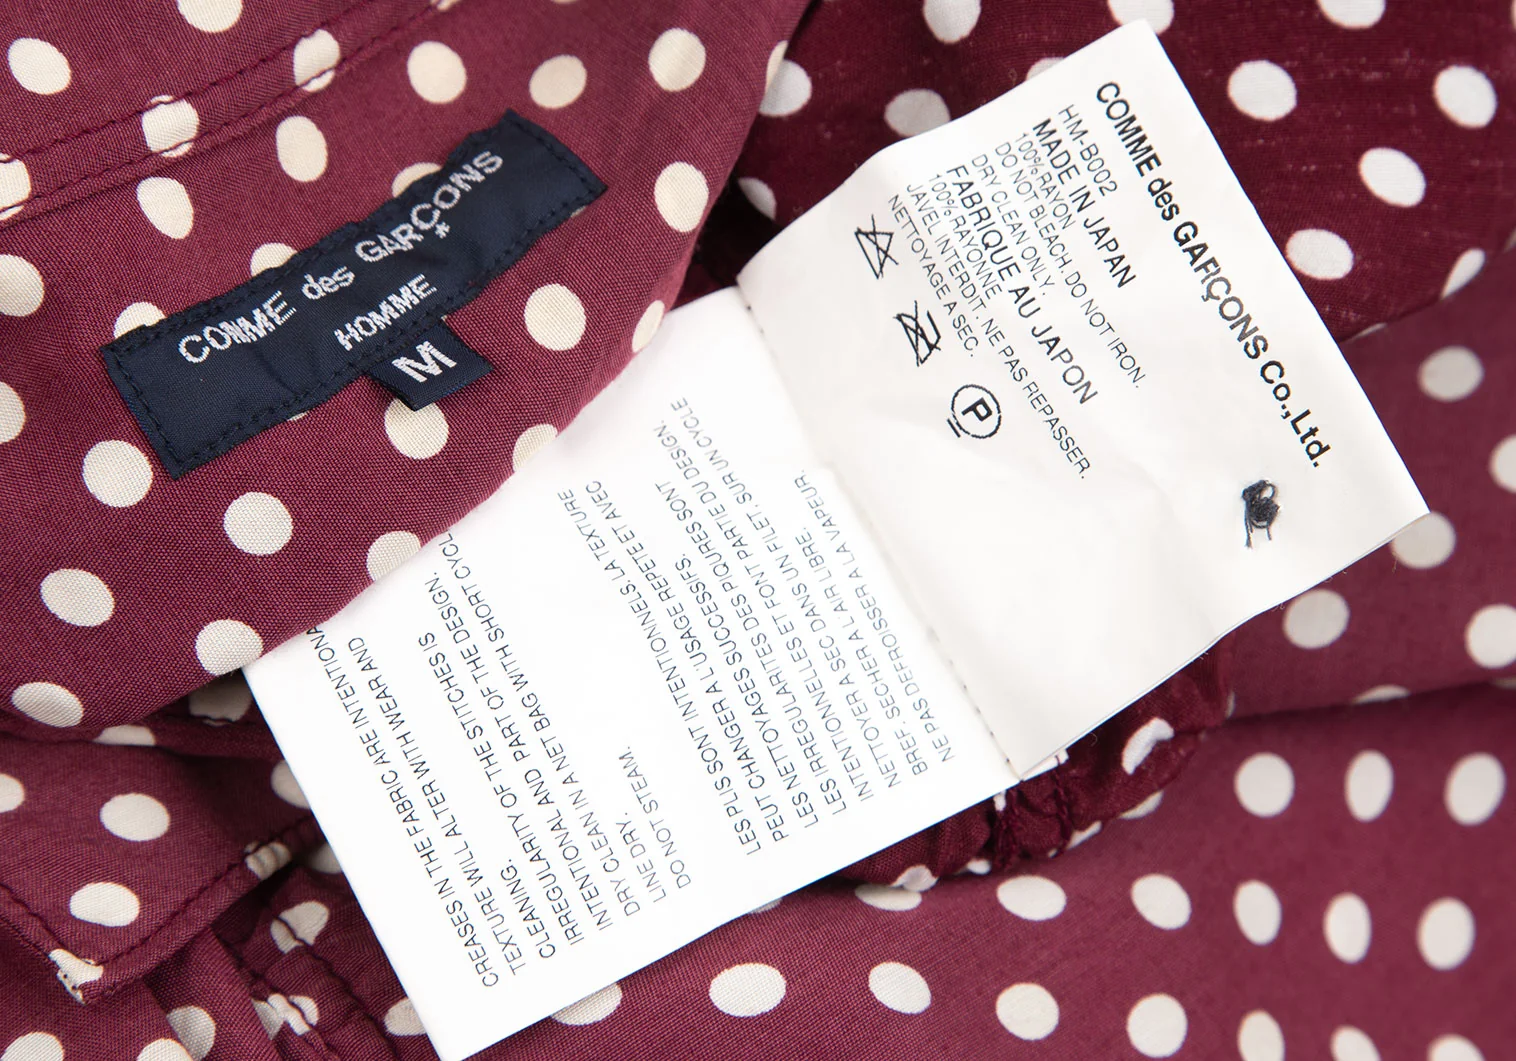 COMME des GARÇONS
HOMME
M
COMME des GARÇONS Co.,Ltd.
HM-B002
MADE IN JAPAN
100%RAYON
DO NOT BLEACH. DO NOT IRON.
DRY CLEAN ONLY.
FABRIQUE AU JAPON
100% RAYONNE
JAVEL INTERDIT. NE PAS REPASSER.
NETTOYAGE A SEC.
P
CREASES IN THE FABRIC ARE INTENTIONA
TEXTURE WILL ALTER WITH WEAR AND
CLEANING.
IRREGULARITY OF THE STITCHES IS
INTENTIONAL AND PART OF THE DESIGN.
DRY CLEAN IN A NET BAG WITH SHORT CYCL
LINE DRY.
DO NOT STEAM.
LES PLIS SONT INTENTIONNELS. LA TEXTURE
PEUT CHANGER A L'USAGE REPETE ET AVEC
LES NETTOYAGES SUCCESSIFS.
LES IRREGULARITES DES PIQURES SONT
INTENTIONNELLES ET FONT PARTIE DU DESIGN.
NETTOYER A SEC DANS UN FILET. SUR UN CYCLE
BREF. SECHER A L'AIR LIBRE.
NE PAS DEFROISSER A LA VAPEUR.